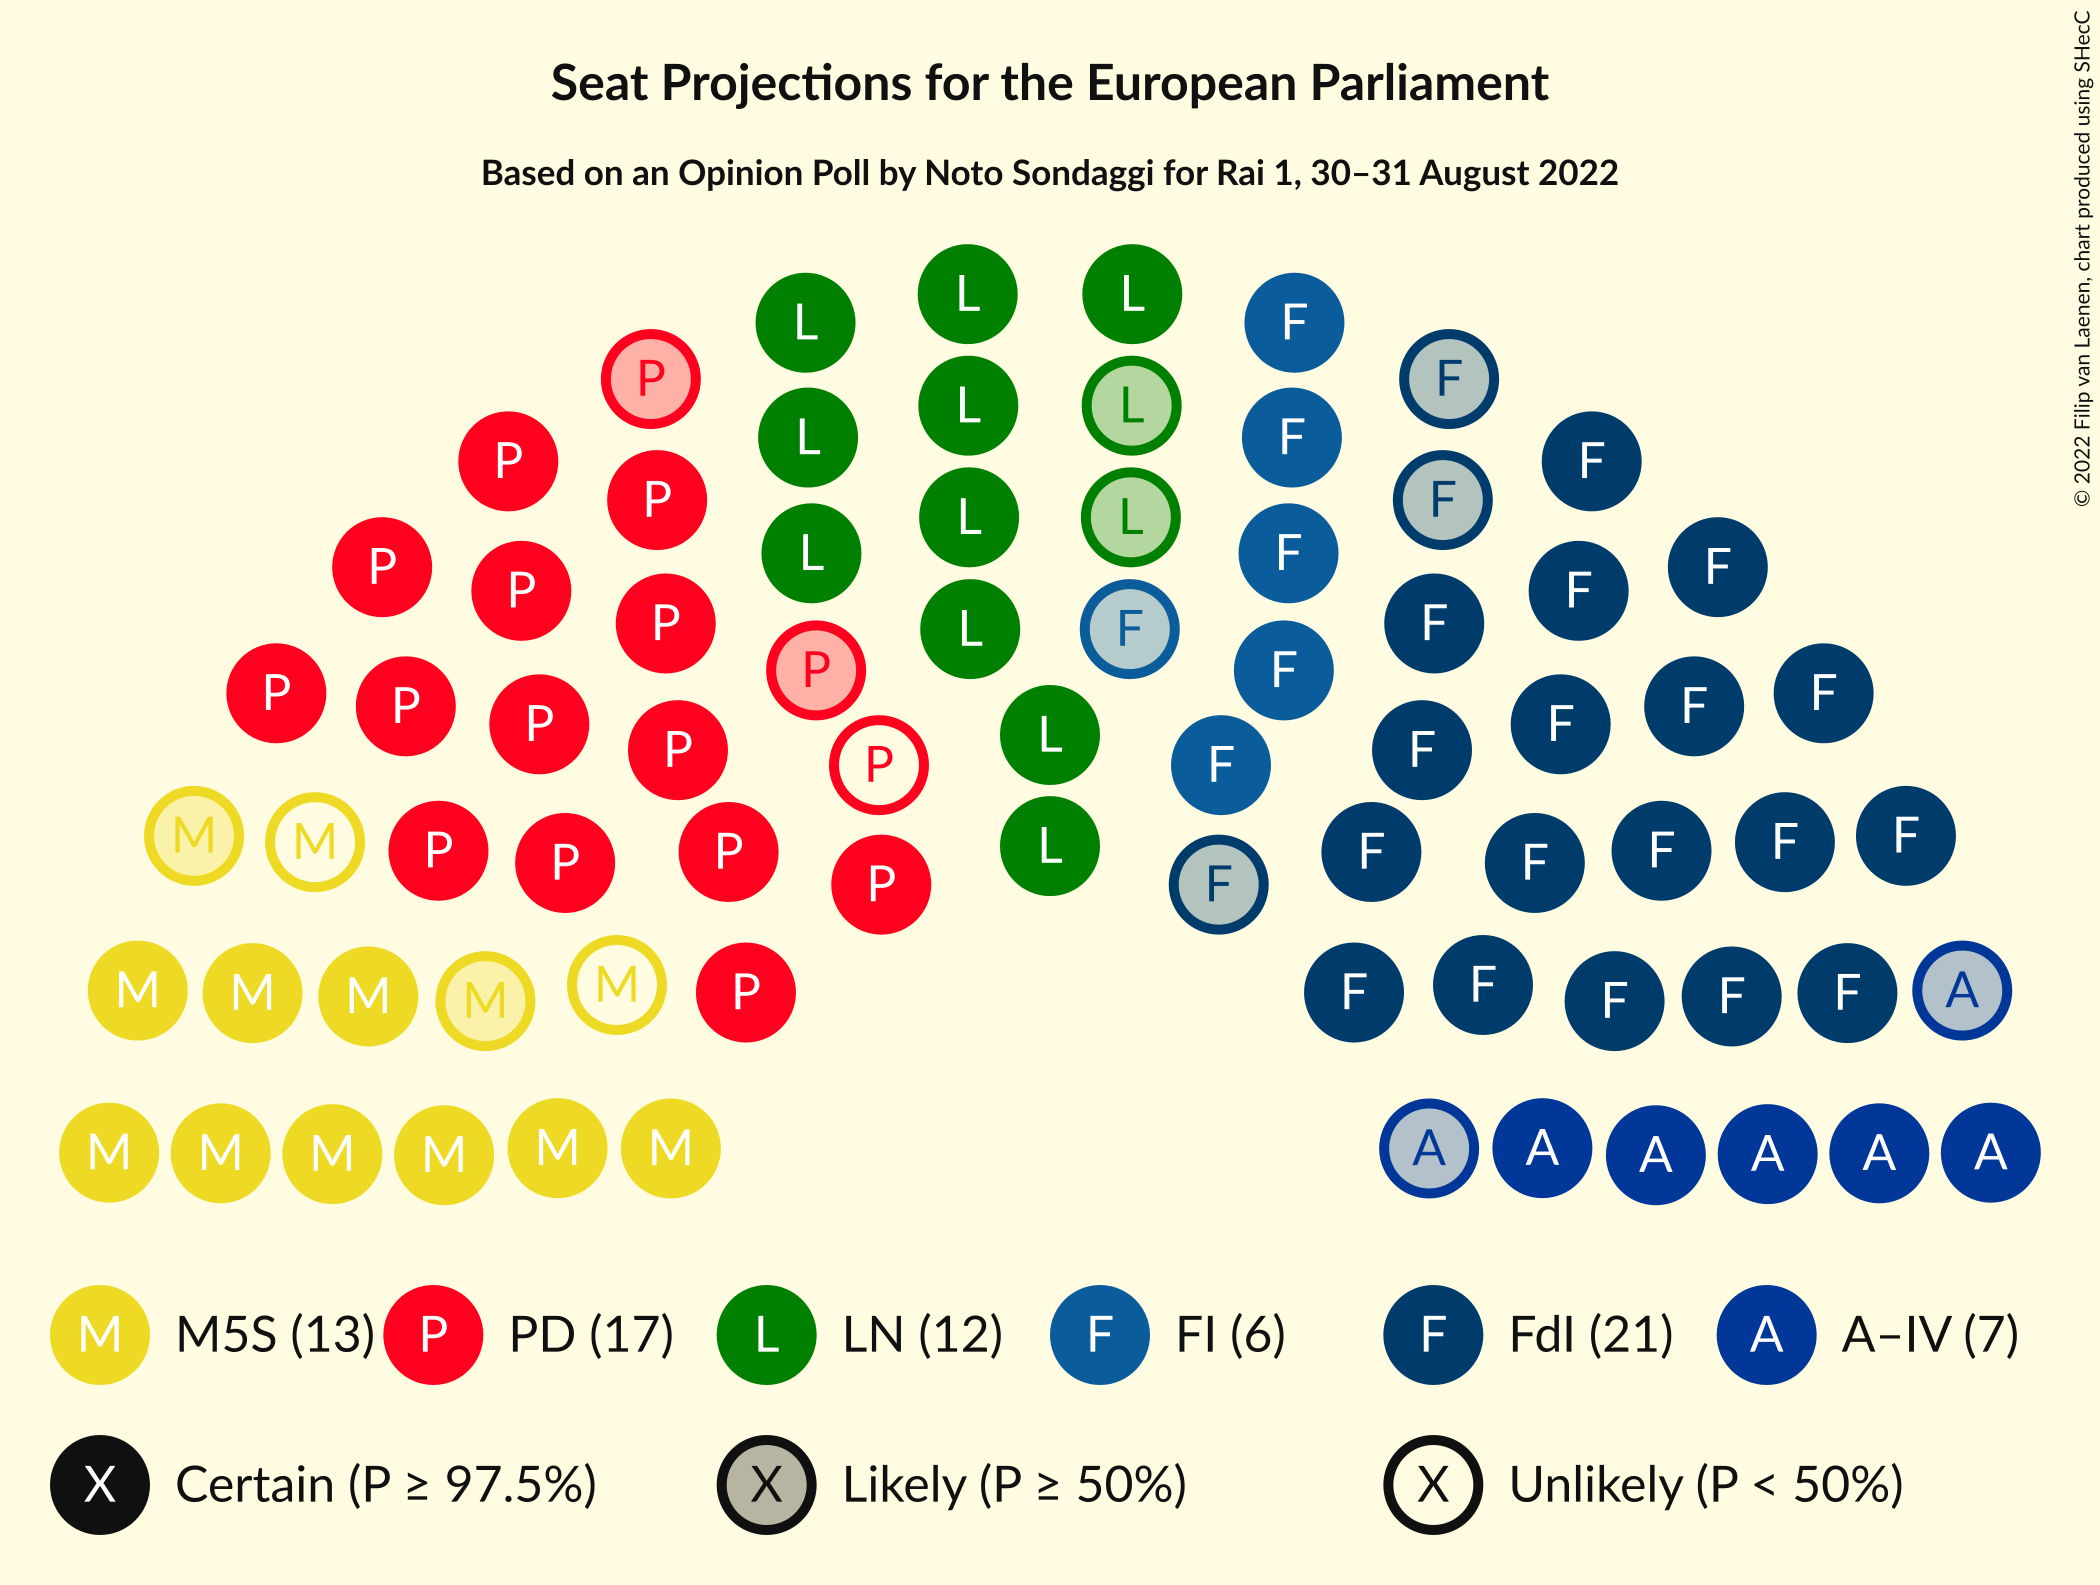 Seat Projections for the European Parliament
Based on an Opinion Poll by Noto Sondaggi for Rai 1, 30–31 August 2022
© 2022 Filip van Laenen, chart produced using SHecC
L L
L L F
P L L F
P F F
P L L F F
P P L F F
P P F F
P P L F F
P P P L F F F F
P P P P F F F F
M M P P P P L F F F F F F
M M M M M P F F F F F A
M M M M M M A A A A A A
M M5S (13) P PD (17) L LN (12) F FI (6) F FdI (21) A A–IV (7)
X Certain (P ≥ 97.5%) X Likely (P ≥ 50%) X Unlikely (P < 50%)